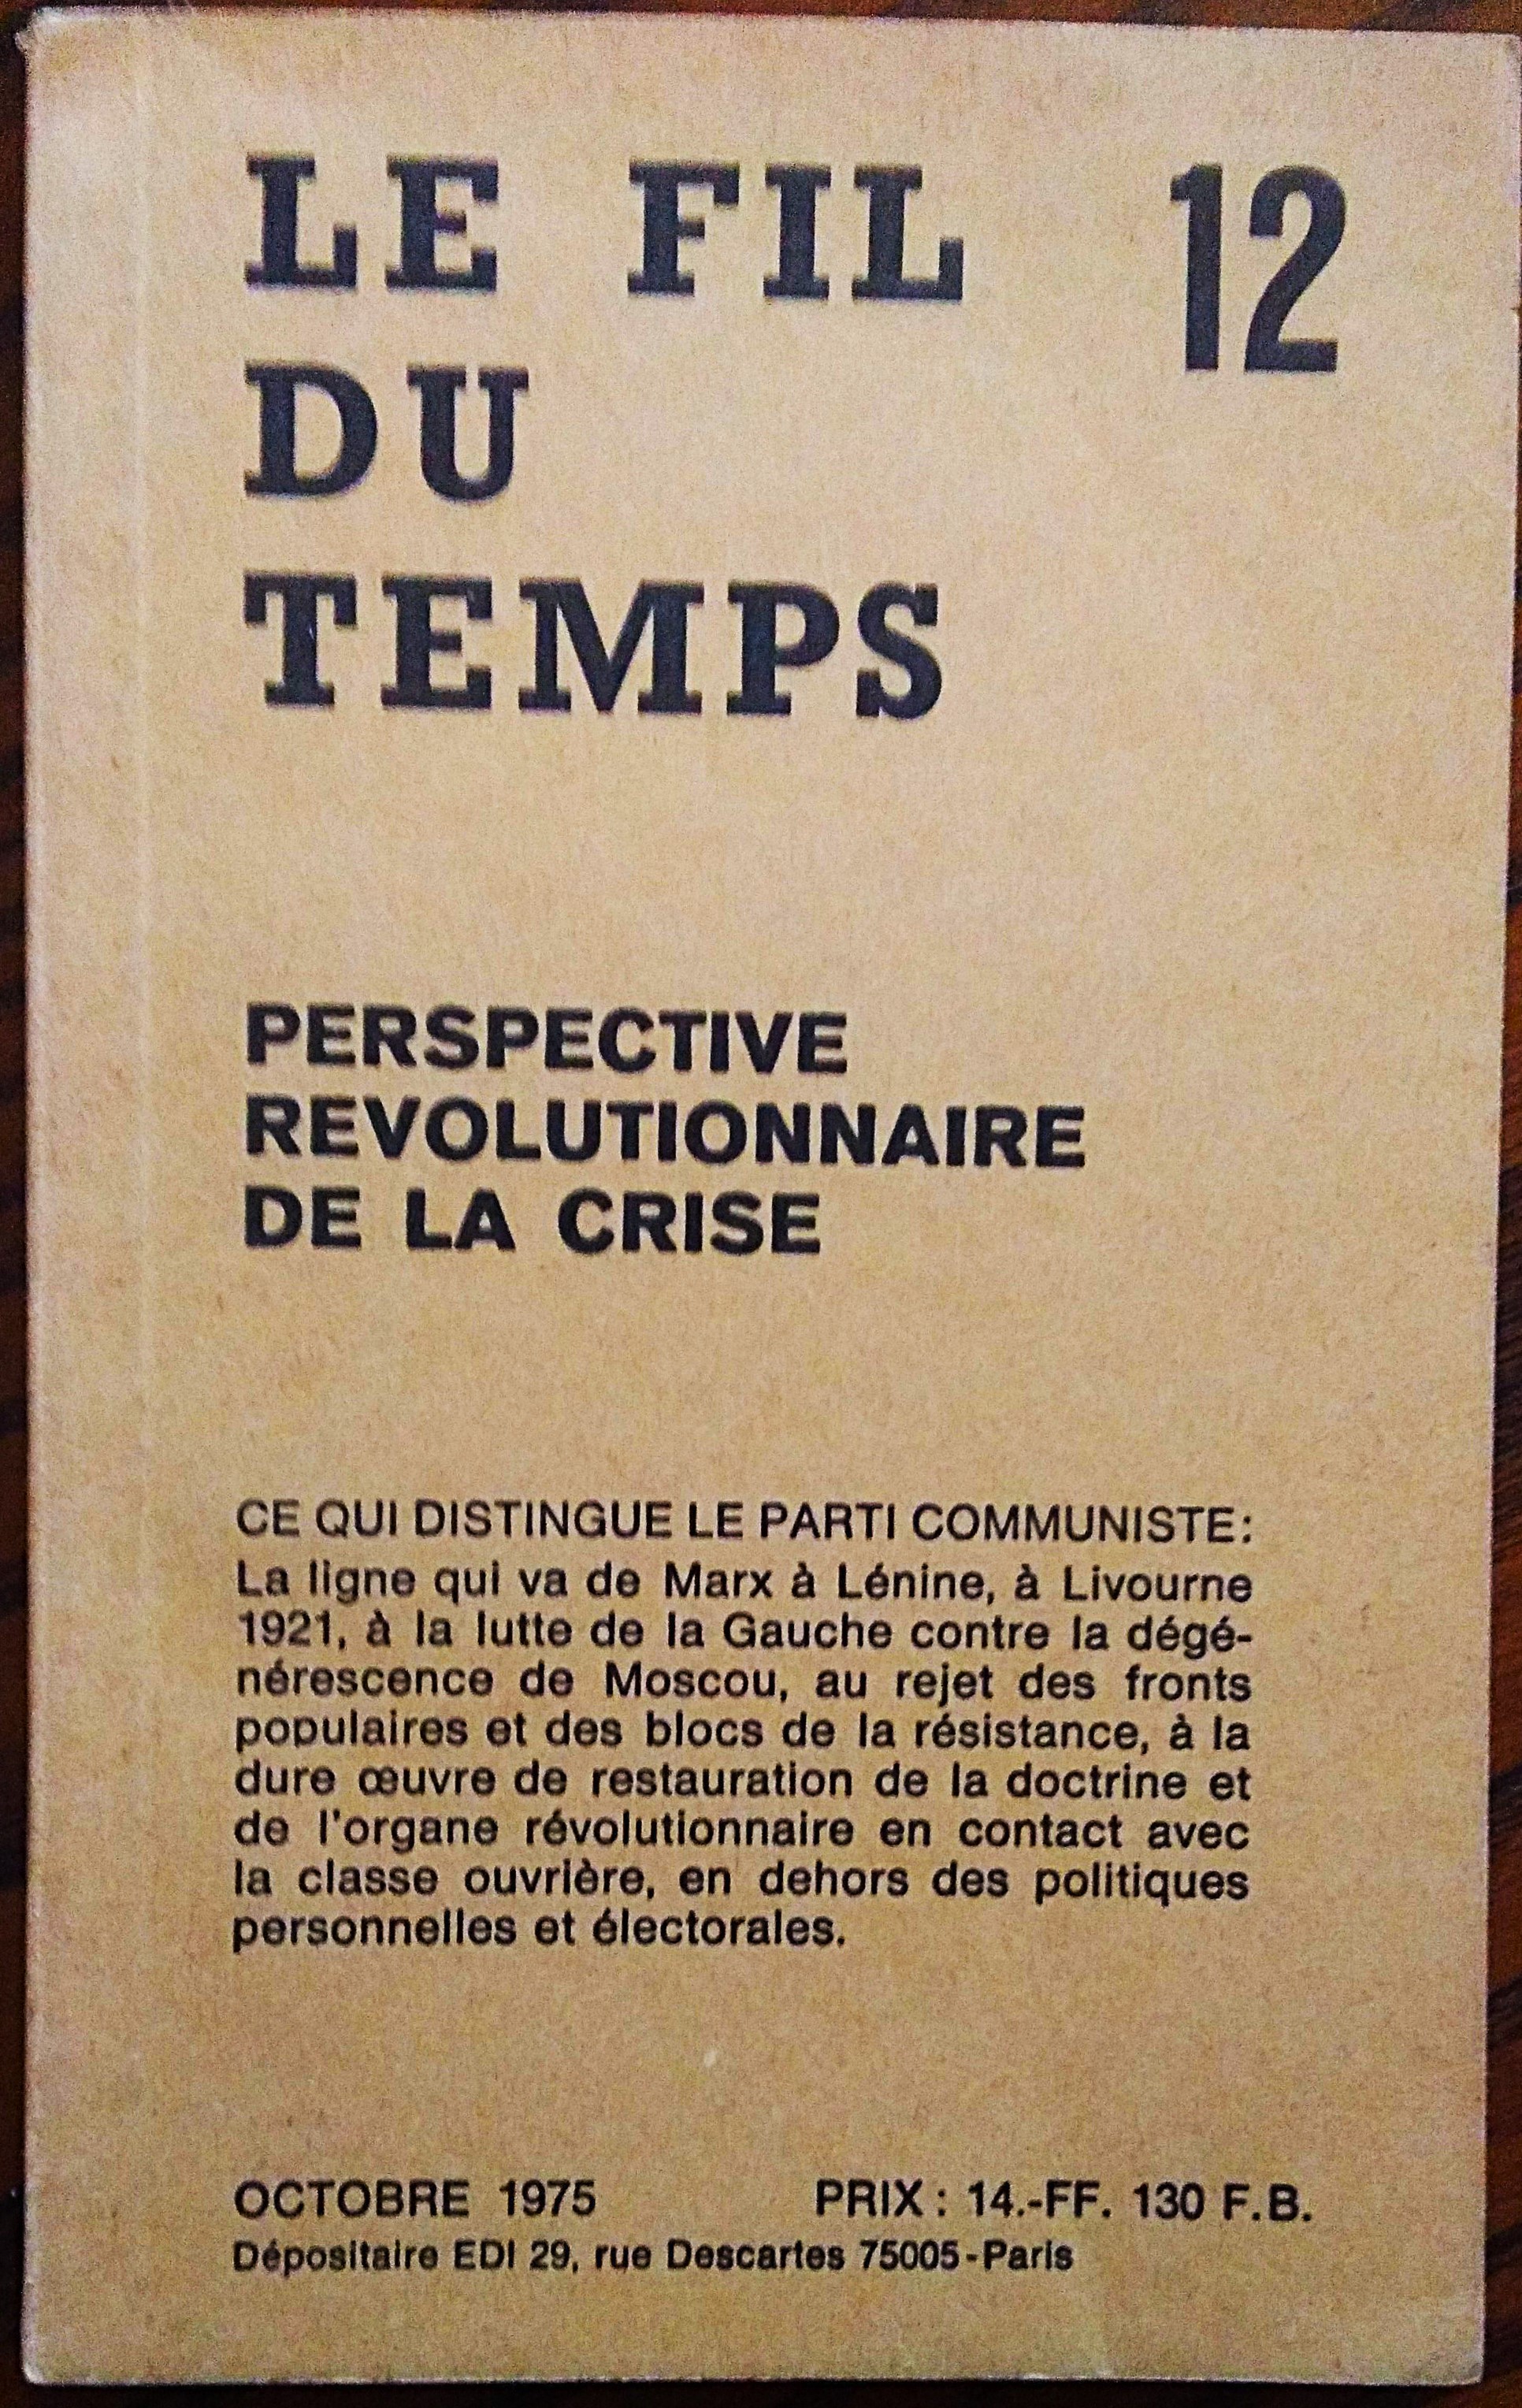 LE FIL 12
DU
TEMPS
PERSPECTIVE
REVOLUTIONNAIRE
DE LA CRISE
CE QUI DISTINGUE LE PARTI COMMUNISTE:
La ligne qui va de Marx à Lénine, à Livourne
1921, à la lutte de la Gauche contre la dégé-
nérescence de Moscou, au rejet des fronts
populaires et des blocs de la résistance, à la
dure œuvre de restauration de la doctrine et
de l'organe révolutionnaire en contact avec
la classe ouvrière, en dehors des politiques
personnelles et électorales.
OCTOBRE 1975 PRIX : 14.-FF. 130 F.B.
Dépositaire EDI 29, rue Descartes 75005-Paris